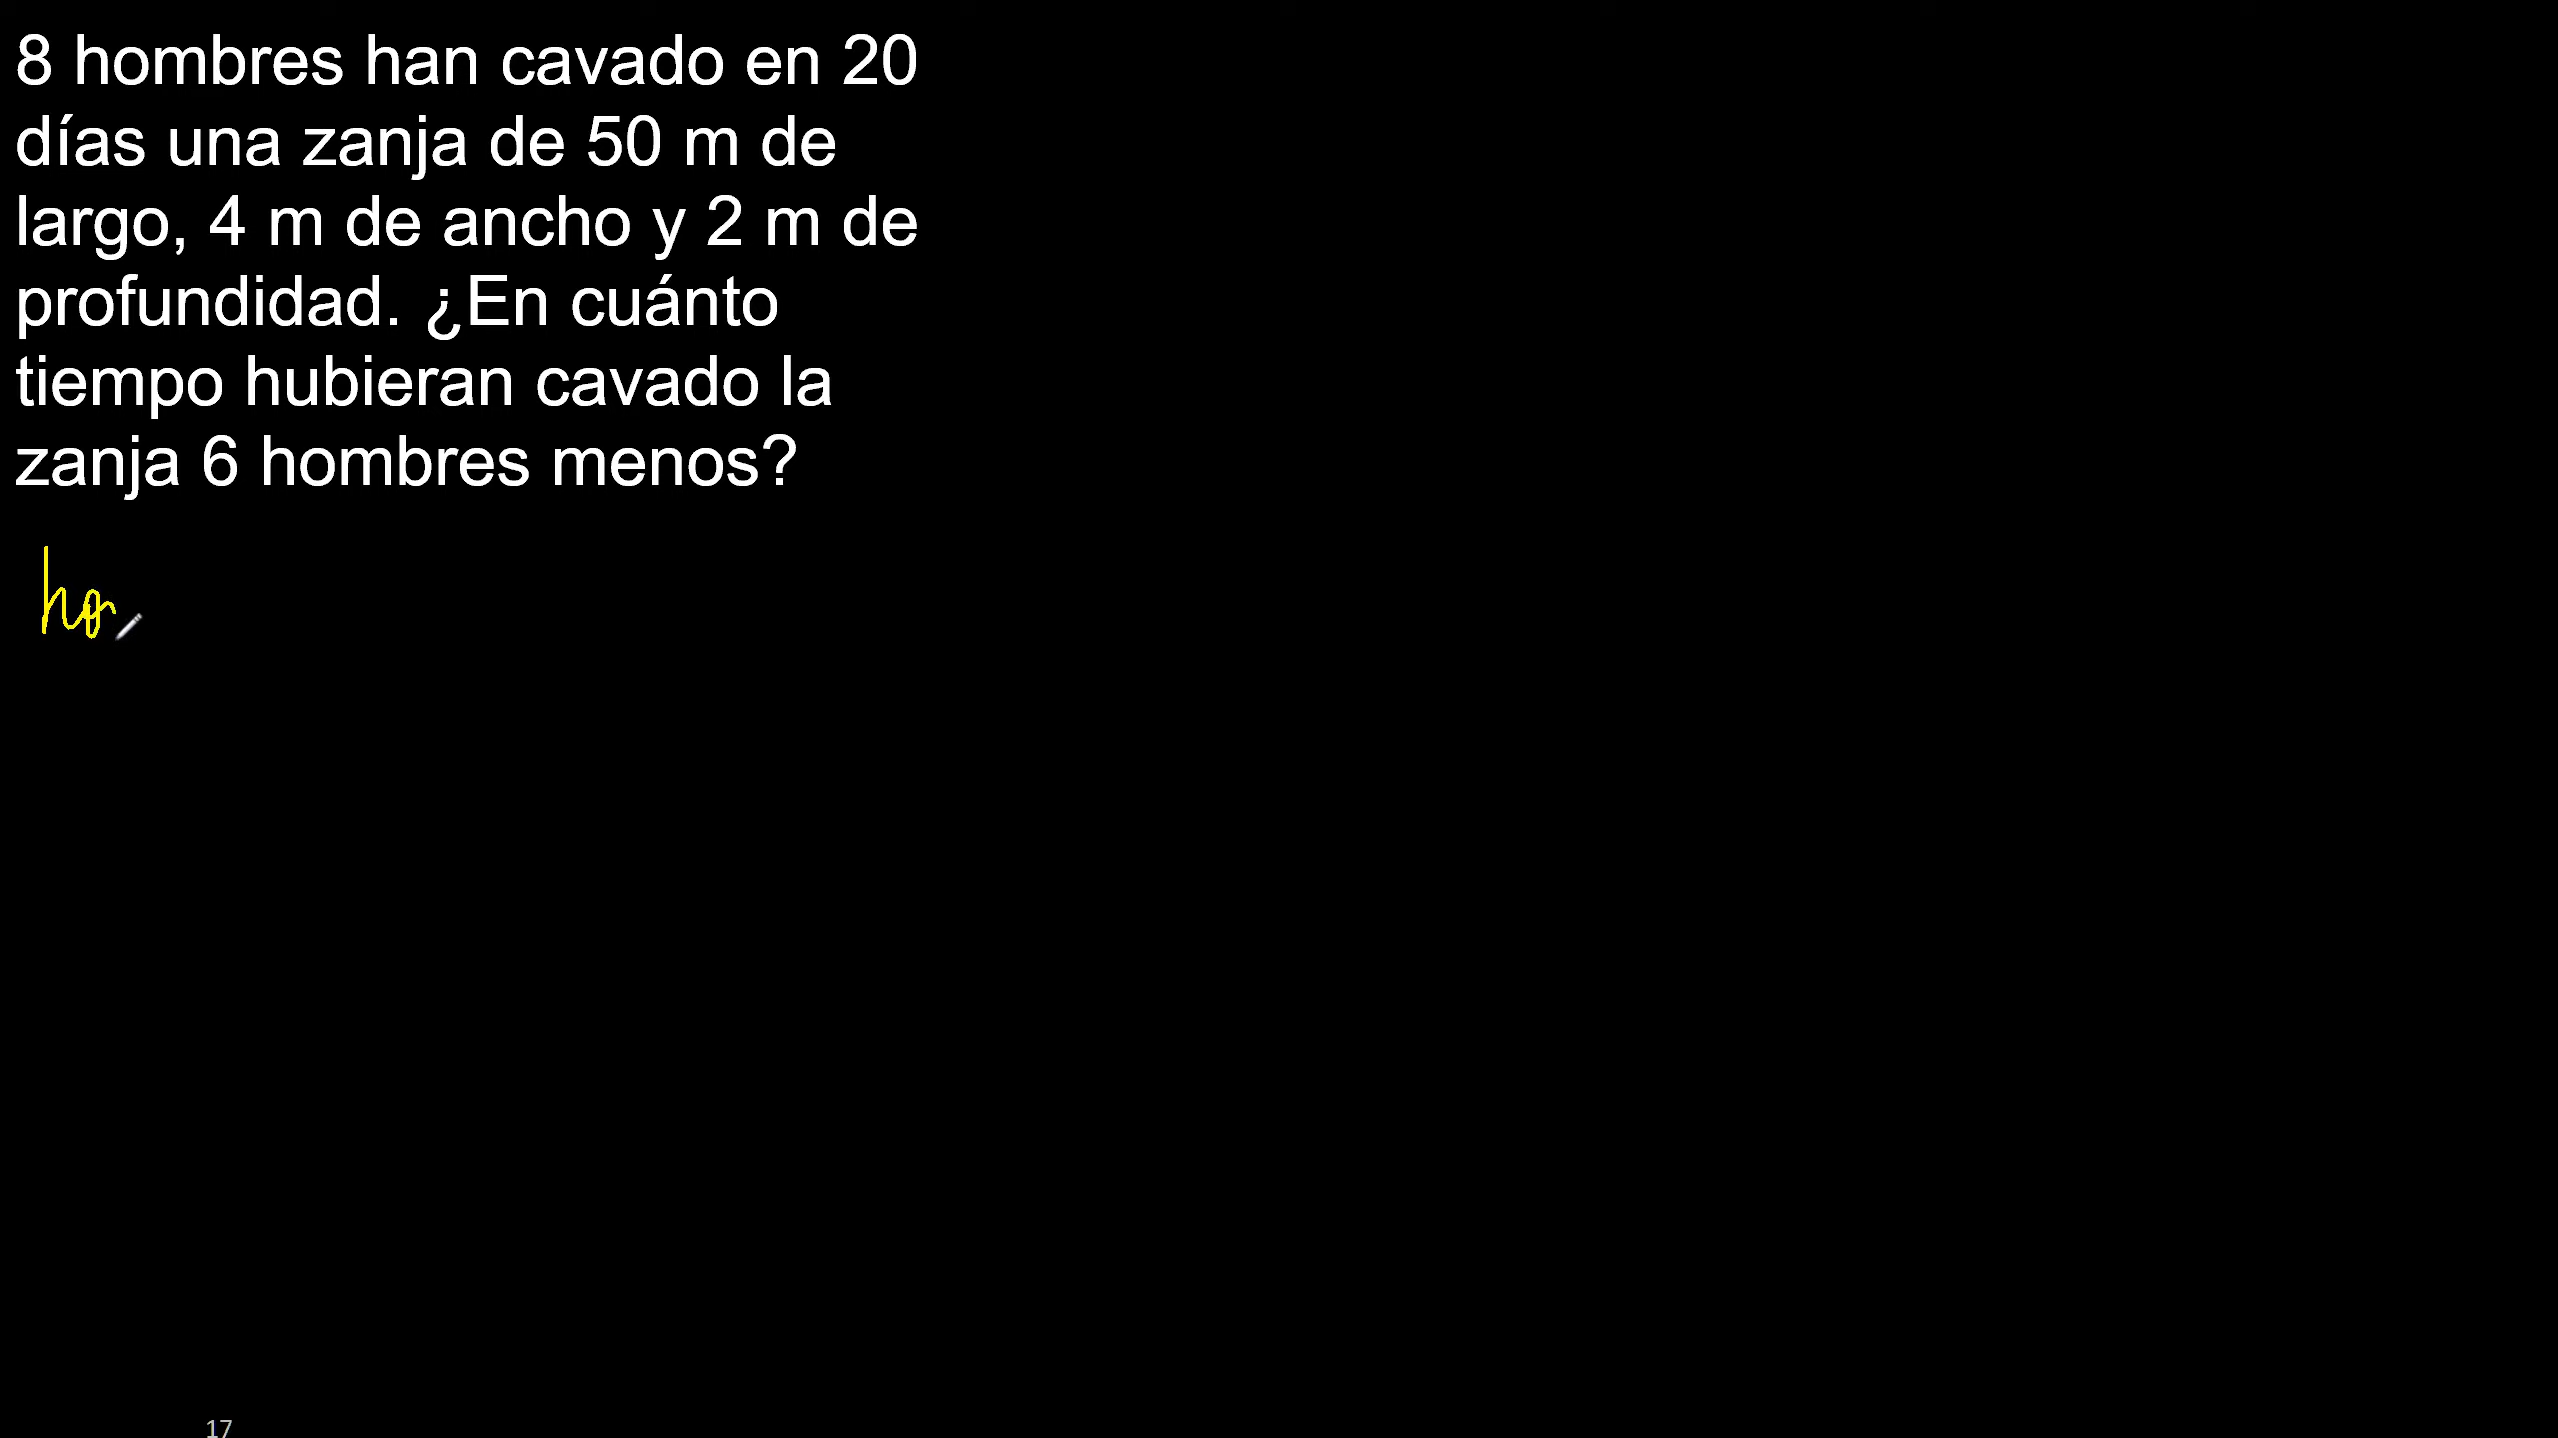 8 hombres han cavado en 20
días una zanja de 50 m de
largo, 4 m de ancho y 2 m de
profundidad. ¿En cuánto
tiempo hubieran cavado la
zanja 6 hombres menos?
ho
17